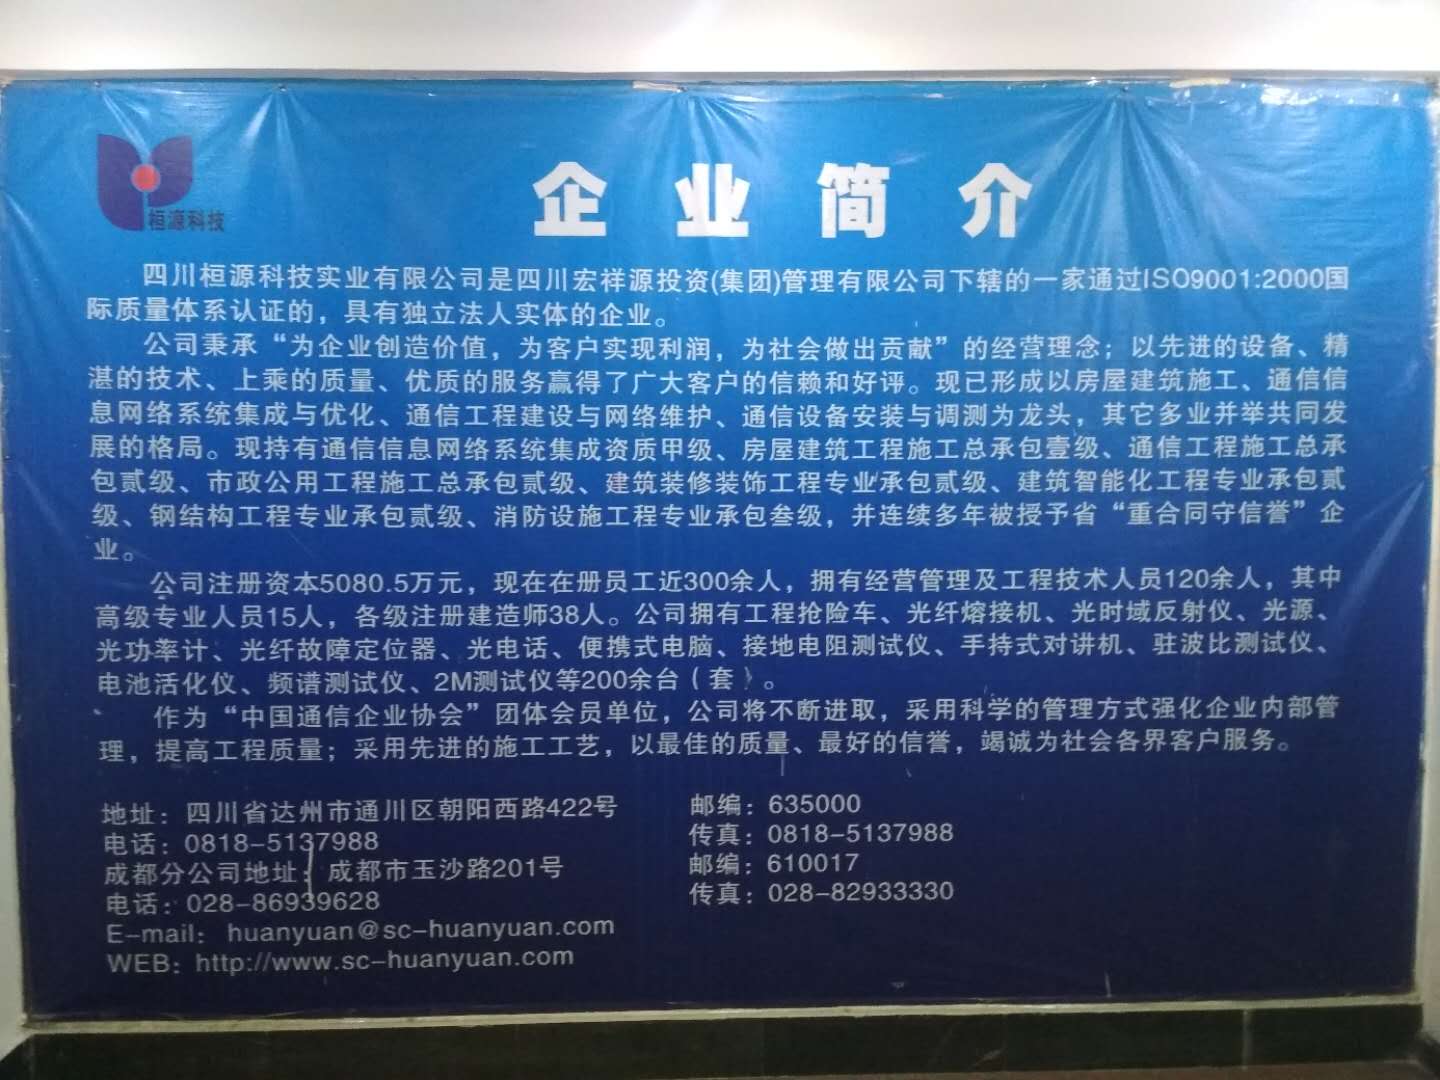 桓源科技
企业简介
四川桓源科技实业有限公司是四川宏祥源投资(集团)管理有限公司下辖的一家通过ISO9001:2000国
际质量体系认证的，具有独立法人实体的企业。
公司秉承“为企业创造价值，为客户实现利润，为社会做出贡献”的经营理念；以先进的设备、精
湛的技术、上乘的质量、优质的服务赢得了广大客户的信赖和好评。现已形成以房屋建筑施工、通信信
息网络系统集成与优化、通信工程建设与网络维护、通信设备安装与调测为龙头，其它多业并举共同发
展的格局。现持有通信信息网络系统集成资质甲级、房屋建筑工程施工总承包壹级、通信工程施工总承
包贰级、市政公用工程施工总承包贰级、建筑装修装饰工程专业承包贰级、建筑智能化工程专业承包贰
级、钢结构工程专业承包贰级、消防设施工程专业承包叁级，并连续多年被授予省“重合同守信誉”企
业。
公司注册资本5080.5万元，现在在册员工近300余人，拥有经营管理及工程技术人员120余人，其中
高级专业人员15人，各级注册建造师38人。公司拥有工程抢险车、光纤熔接机、光时域反射仪、光源、
光功率计、光纤故障定位器、光电话、便携式电脑、接地电阻测试仪、手持式对讲机、驻波比测试仪、
电池活化仪、频谱测试仪、2M测试仪等200余台（套）。
作为“中国通信企业协会”团体会员单位，公司将不断进取，采用科学的管理方式强化企业内部管
理，提高工程质量；采用先进的施工工艺，以最佳的质量、最好的信誉，竭诚为社会各界客户服务。
地址：四川省达州市通川区朝阳西路422号 邮编：635000
电话：0818-5137988 传真：0818-5137988
成都分公司地址：成都市玉沙路201号 邮编：610017
电话：028-86939628 传真：028-82933330
E-mail：huanyuan@sc-huanyuan.com
WEB：http://www.sc-huanyuan.com